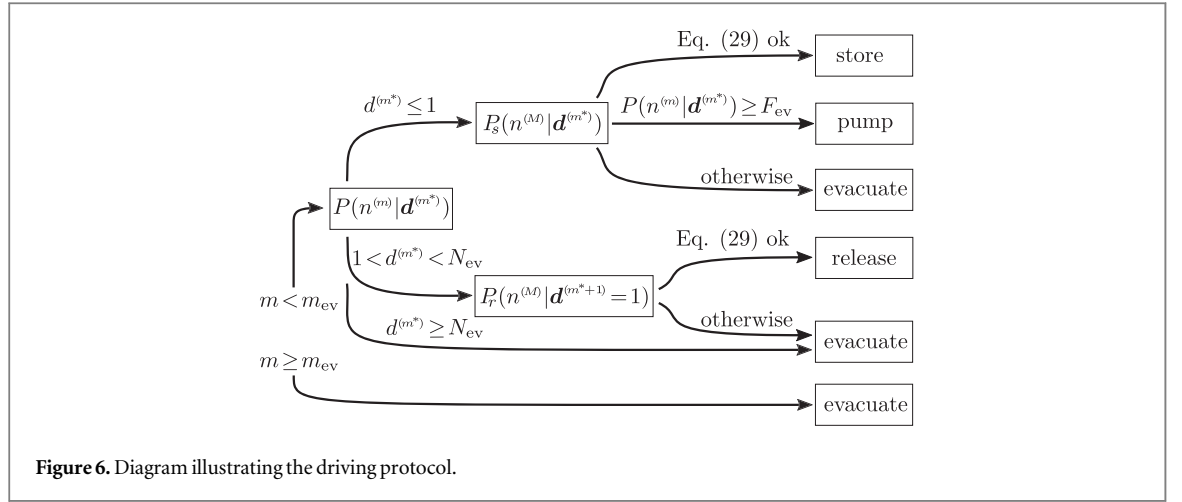 Eq. (29) ok
store
d^(m*) ≤ 1
P_s(n^(M)|d^(m*))
P(n^(m)|d^(m*)) ≥ F_ev
pump
otherwise
evacuate
P(n^(m)|d^(m*))
Eq. (29) ok
release
1 < d^(m*) < N_ev
P_r(n^(M)|d^(m*+1) = 1)
m < m_ev
otherwise
d^(m*) ≥ N_ev
evacuate
m ≥ m_ev
evacuate
Figure 6. Diagram illustrating the driving protocol.